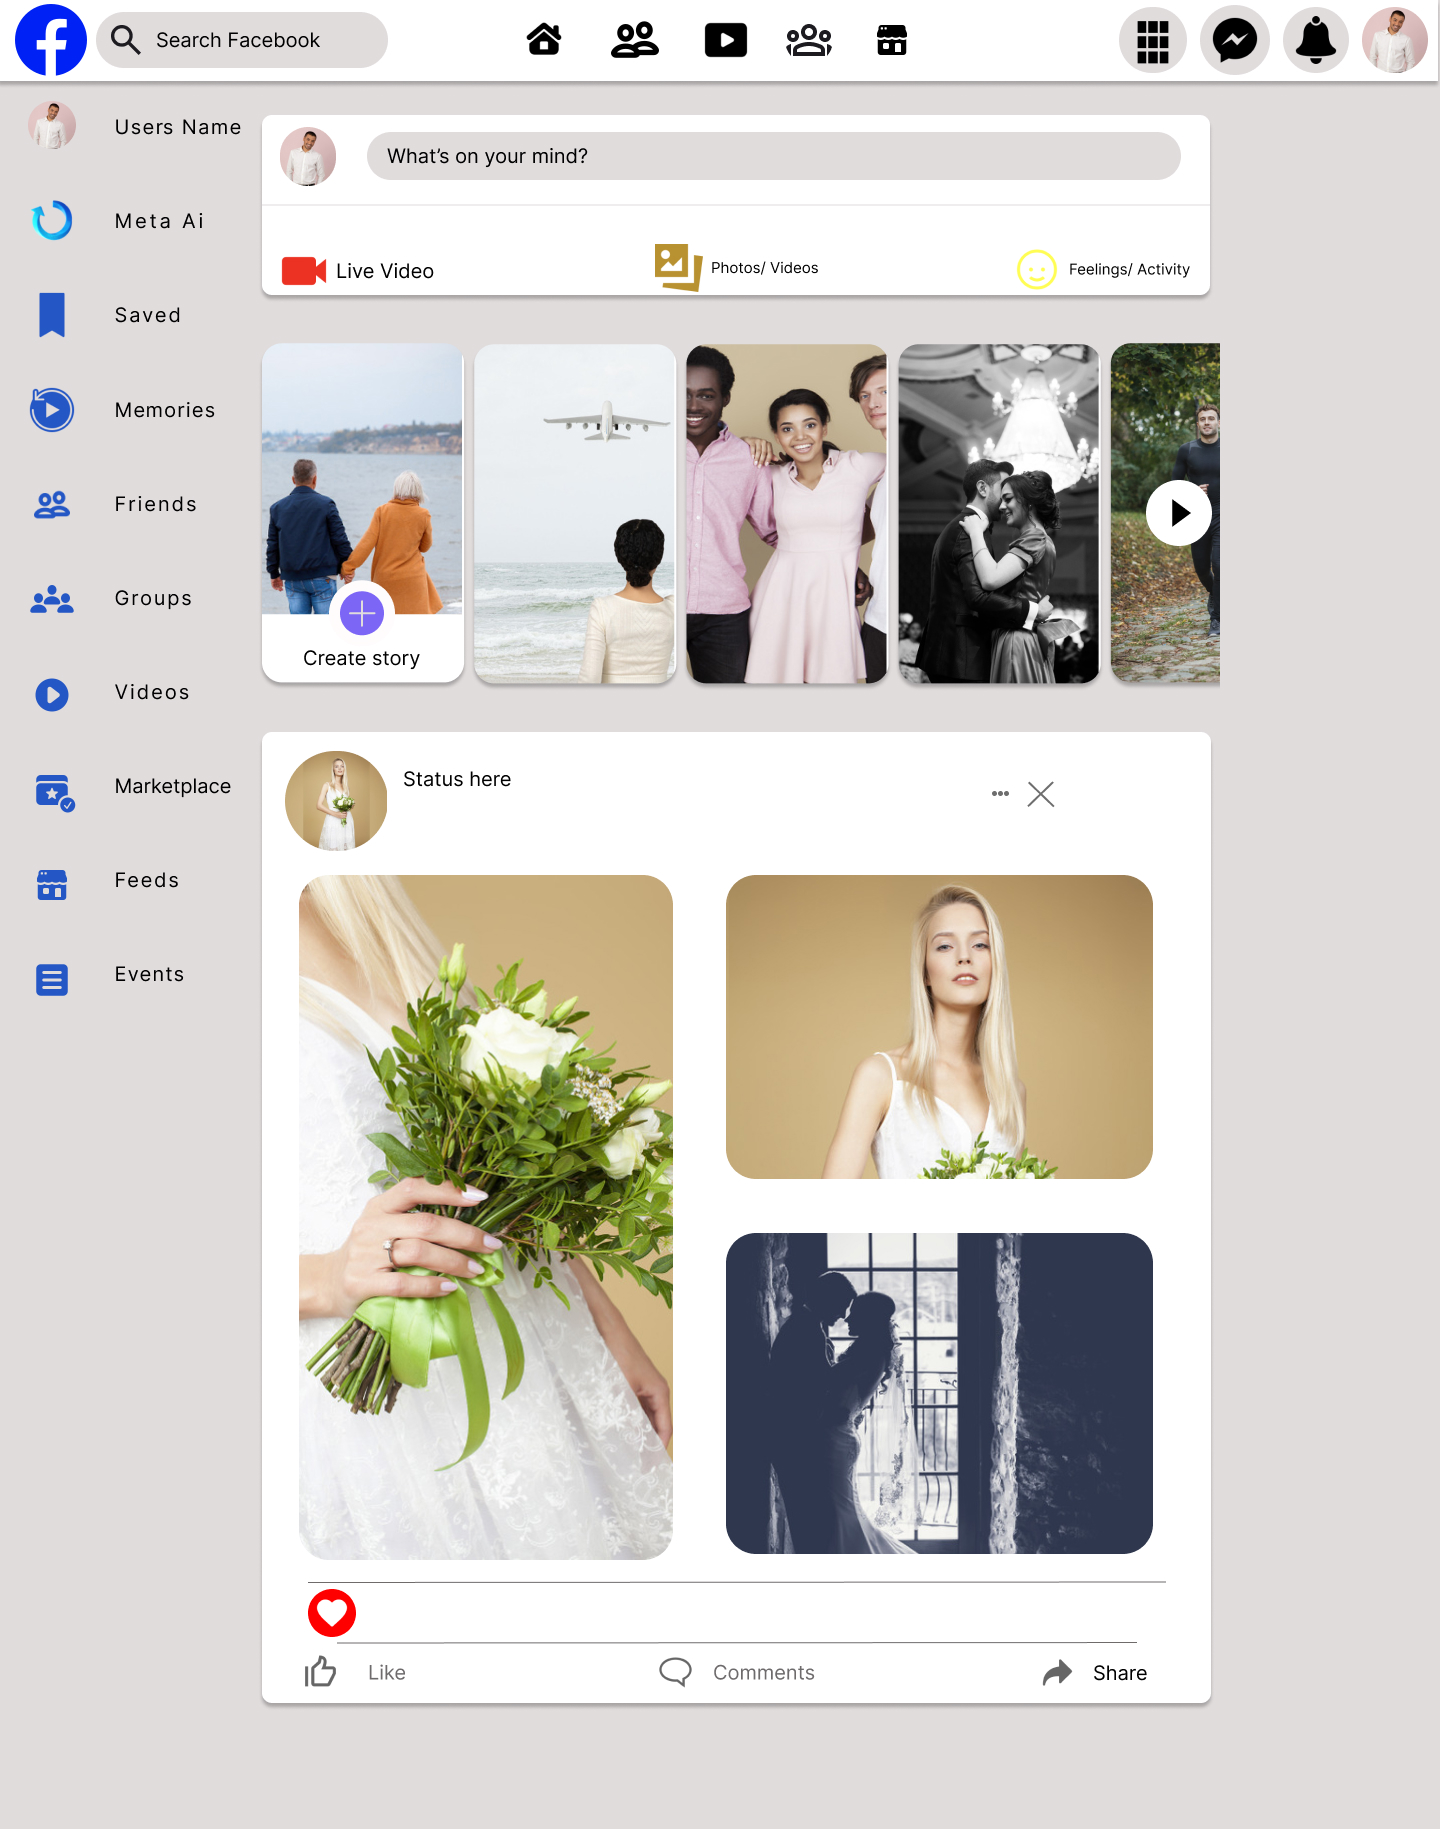 Search Facebook
Users Name
Meta Ai
Saved
Memories
Friends
Groups
Videos
Marketplace
Feeds
Events
What's on your mind?
Live Video
Photos/ Videos
Feelings/ Activity
Create story
Status here
Like
Comments
Share